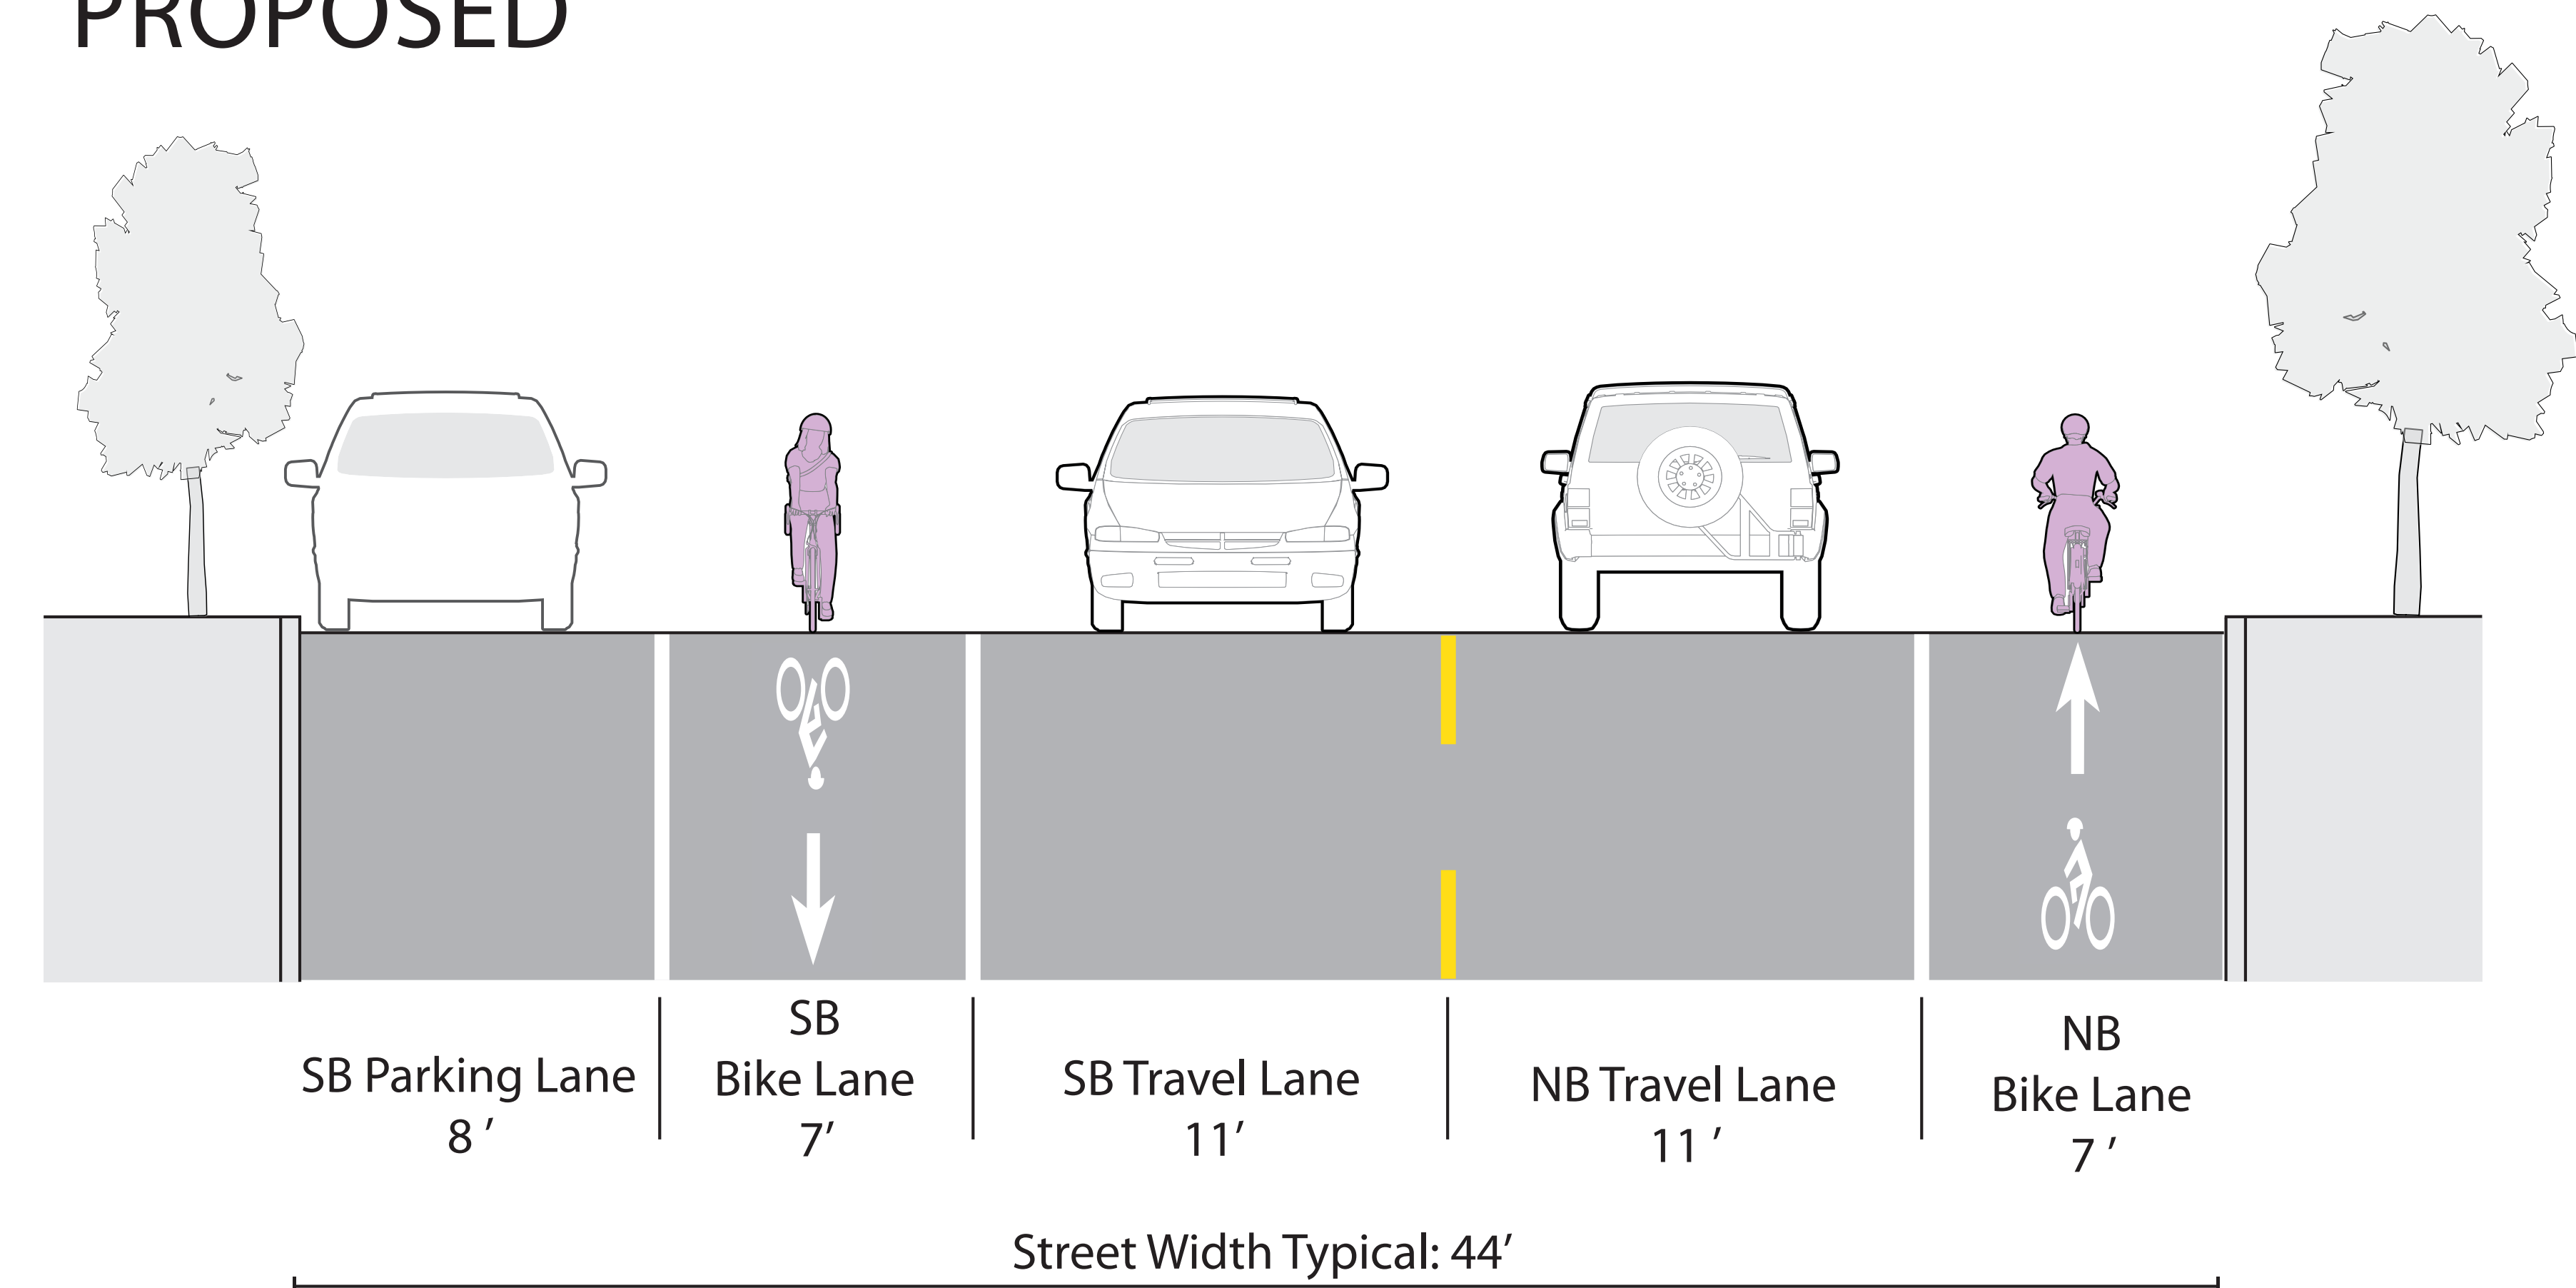 PROPOSED
SB Parking Lane
8 ’
SB
Bike Lane
7’
SB Travel Lane
11’
NB Travel Lane
11 ’
NB
Bike Lane
7 ’
Street Width Typical: 44’